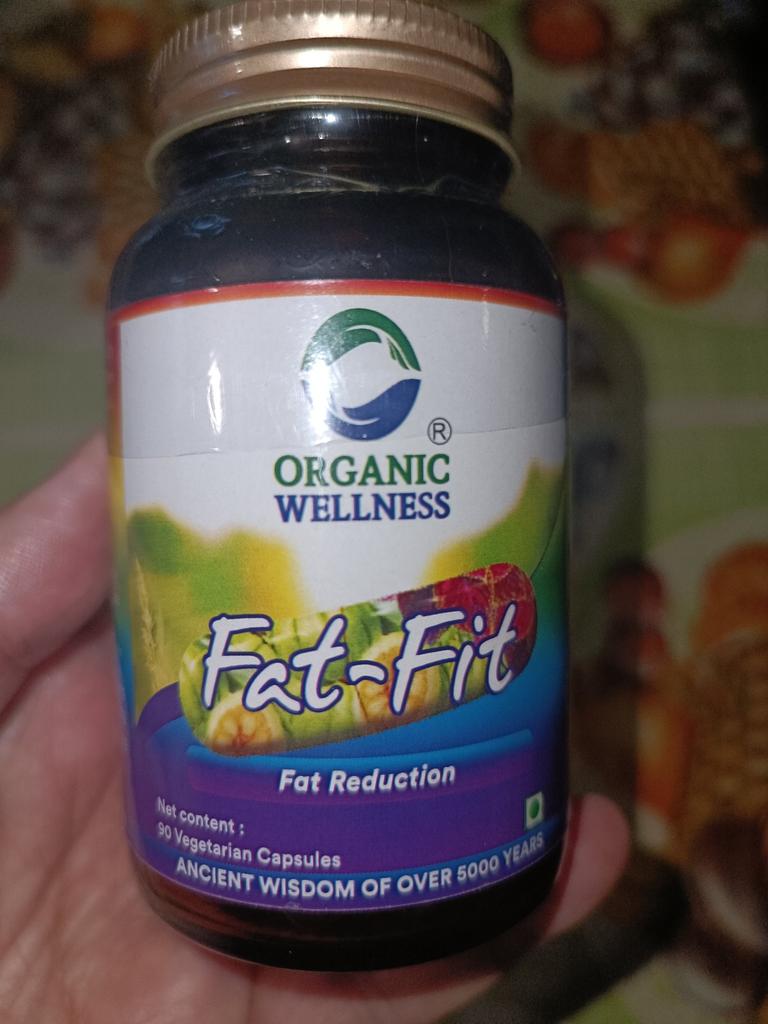 ®
ORGANIC
WELLNESS
Fat-Fit
Fat Reduction
Net content :
90 Vegetarian Capsules
ANCIENT WISDOM OF OVER 5000 YEARS